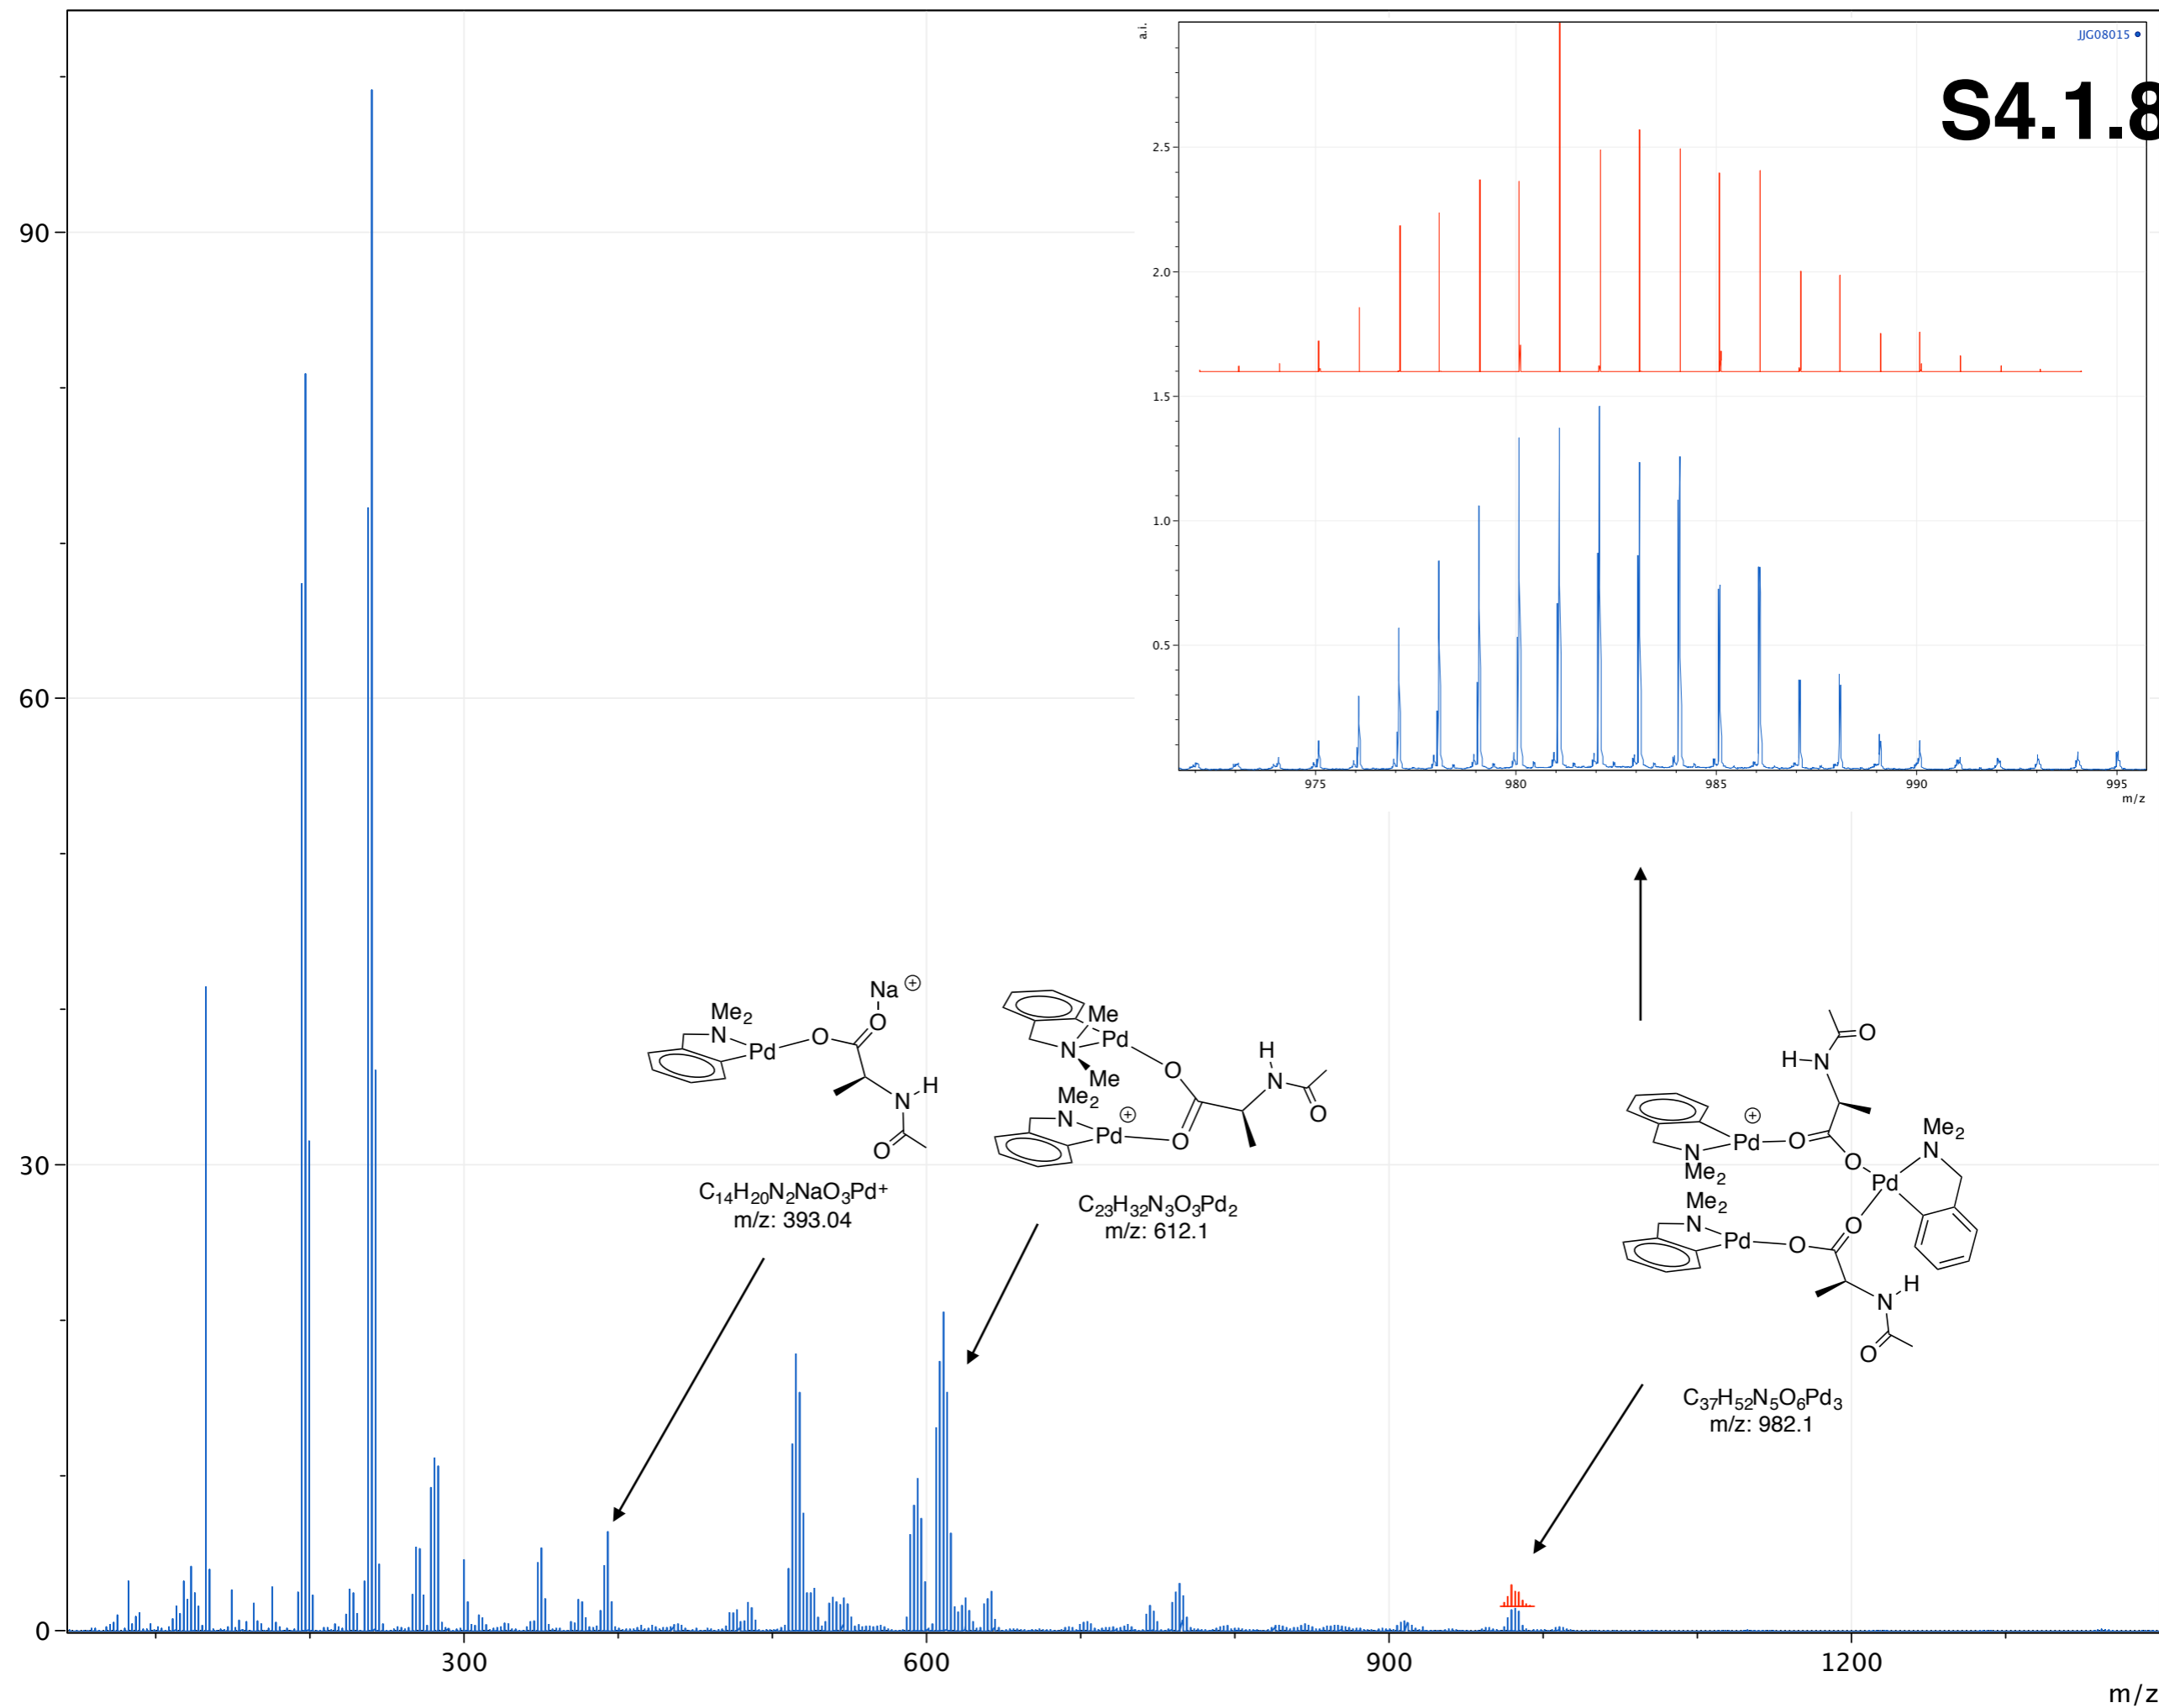 a.i.
JJG08015
S4.1.8
2.5
2.0
1.5
1.0
0.5
975
980
985
990
995
m/z
90
60
30
0
Na ⊕
O
Me₂
N
Pd
O
H
N
O
C₁₄H₂₀N₂NaO₃Pd⁺
m/z: 393.04
Me
Pd
N
O
Me
H
N
Me₂
N
⊕
Pd
O
O
C₂₃H₃₂N₃O₃Pd₂
m/z: 612.1
O
H
N
⊕
Pd
O
N
Me₂
O
Me₂
N
Pd
Me₂
N
Pd
O
O
H
N
O
C₃₇H₅₂N₅O₆Pd₃
m/z: 982.1
300
600
900
1200
m/z